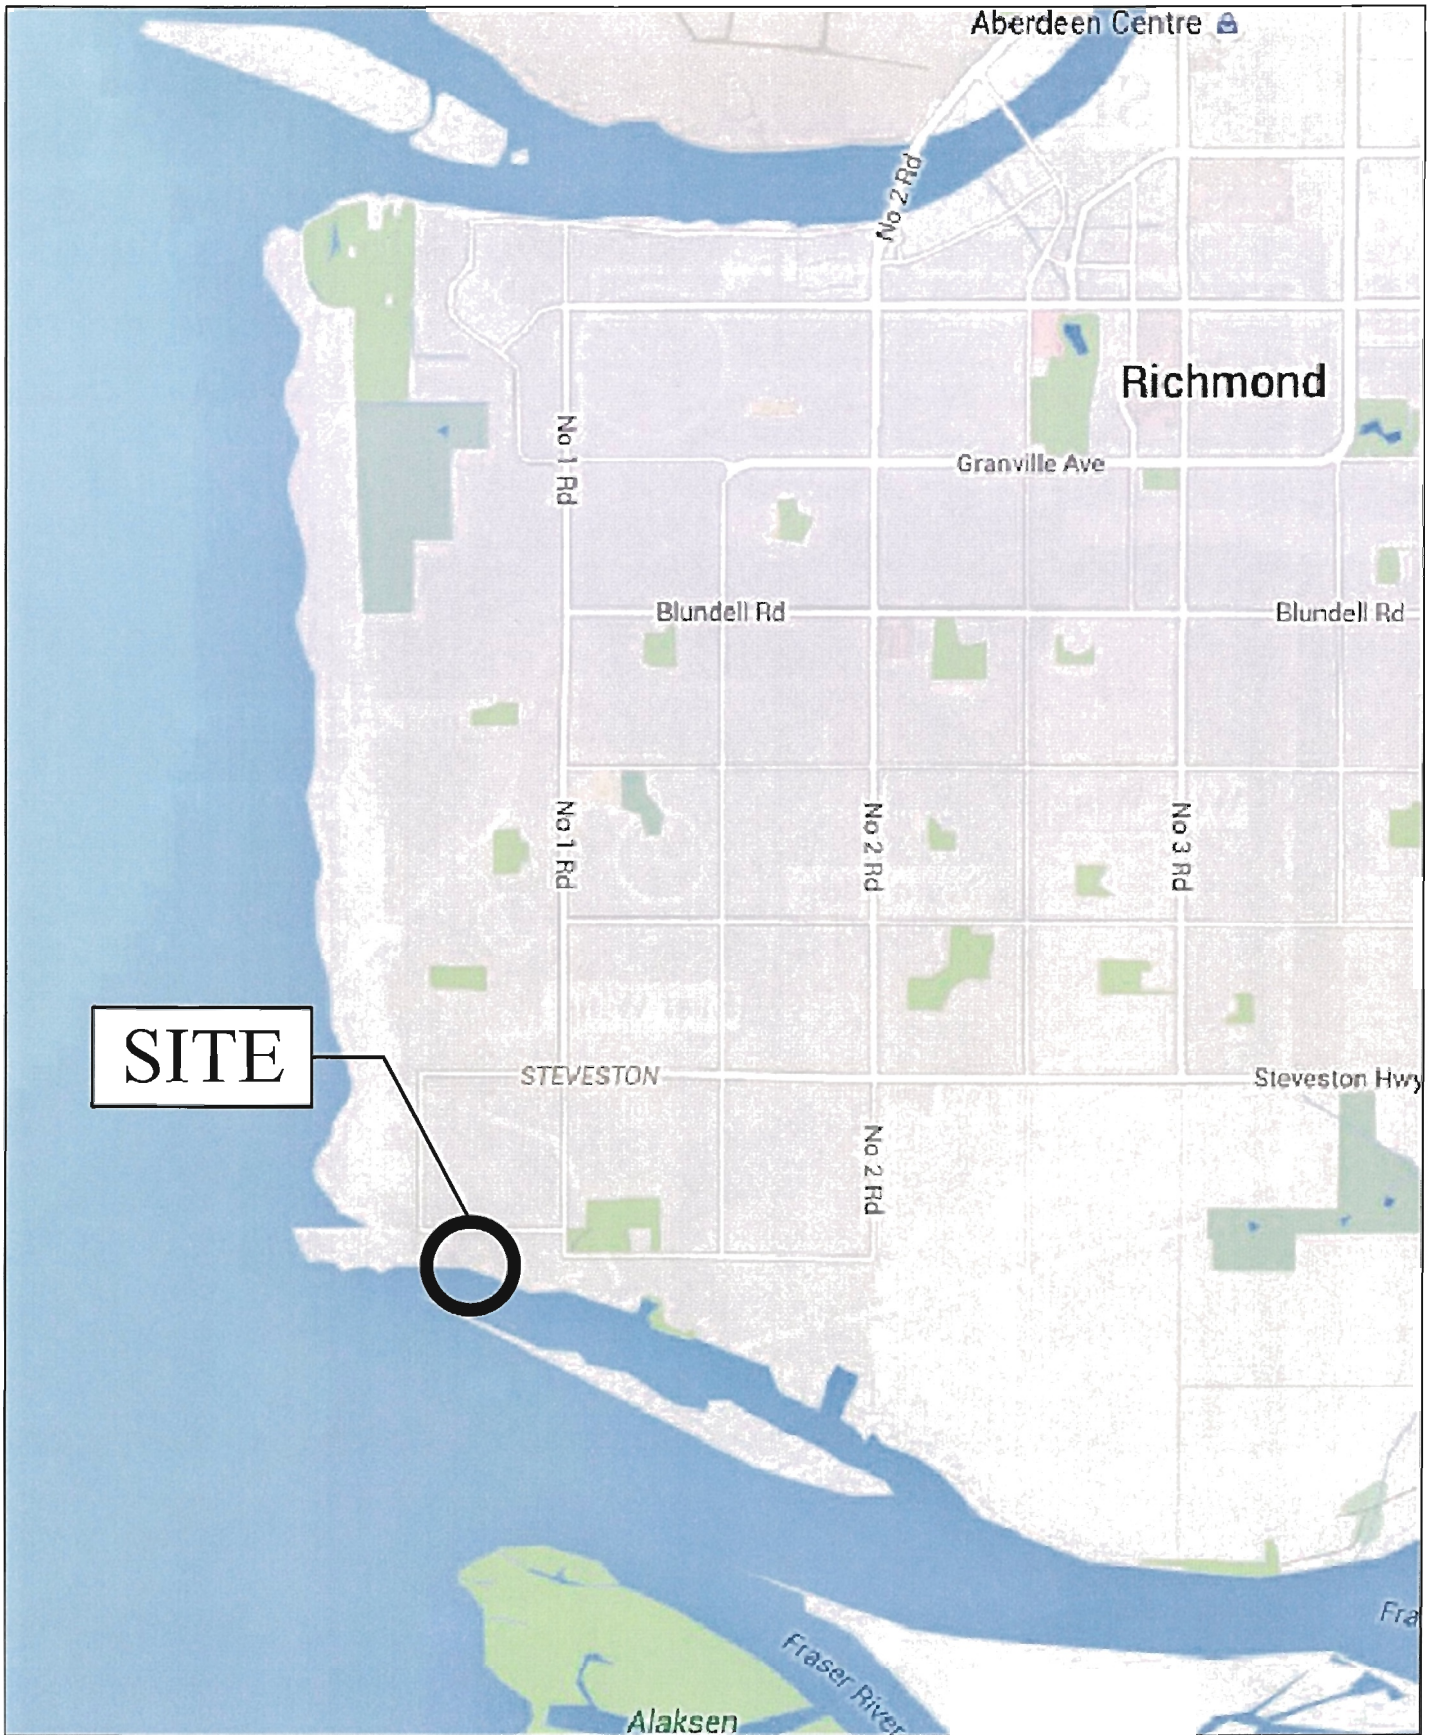 Aberdeen Centre
No 2 Rd
Richmond
No 1 Rd
Granville Ave
Blundell Rd
Blundell Rd
No 1 Rd
No 2 Rd
No 3 Rd
SITE
STEVESTON
Steveston Hwy
No 2 Rd
Fra
Fraser River
Alaksen